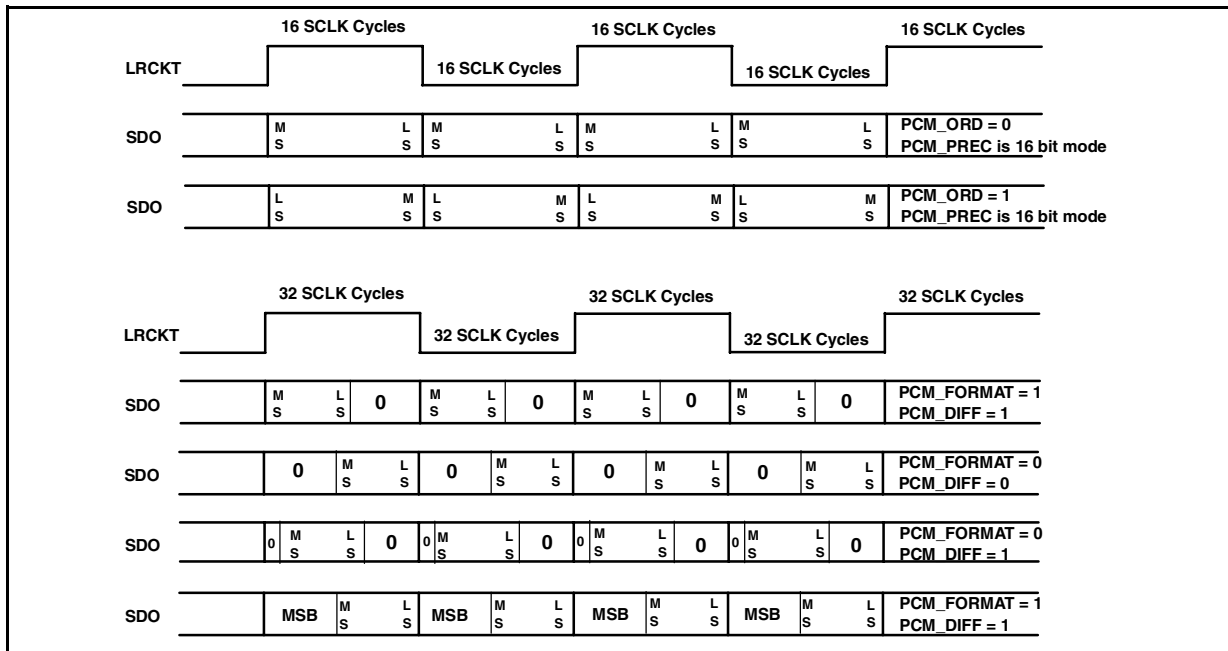 16 SCLK Cycles 16 SCLK Cycles 16 SCLK Cycles
LRCKT 16 SCLK Cycles 16 SCLK Cycles
SDO M L M L M L M L PCM_ORD = 0
S S S S S S S S PCM_PREC is 16 bit mode
SDO L M L M L M L M PCM_ORD = 1
S S S S S S S S PCM_PREC is 16 bit mode
32 SCLK Cycles 32 SCLK Cycles 32 SCLK Cycles
LRCKT 32 SCLK Cycles 32 SCLK Cycles
SDO M L 0 M L 0 M L 0 M L 0 PCM_FORMAT = 1
S S S S S S S S PCM_DIFF = 1
SDO 0 M L 0 M L 0 M L 0 M L PCM_FORMAT = 0
S S S S S S S S PCM_DIFF = 0
SDO 0 M L 0 0 M L 0 0 M L 0 0 M L 0 PCM_FORMAT = 0
S S S S S S S S PCM_DIFF = 1
SDO MSB M L MSB M L MSB M L MSB M L PCM_FORMAT = 1
S S S S S S S S PCM_DIFF = 1